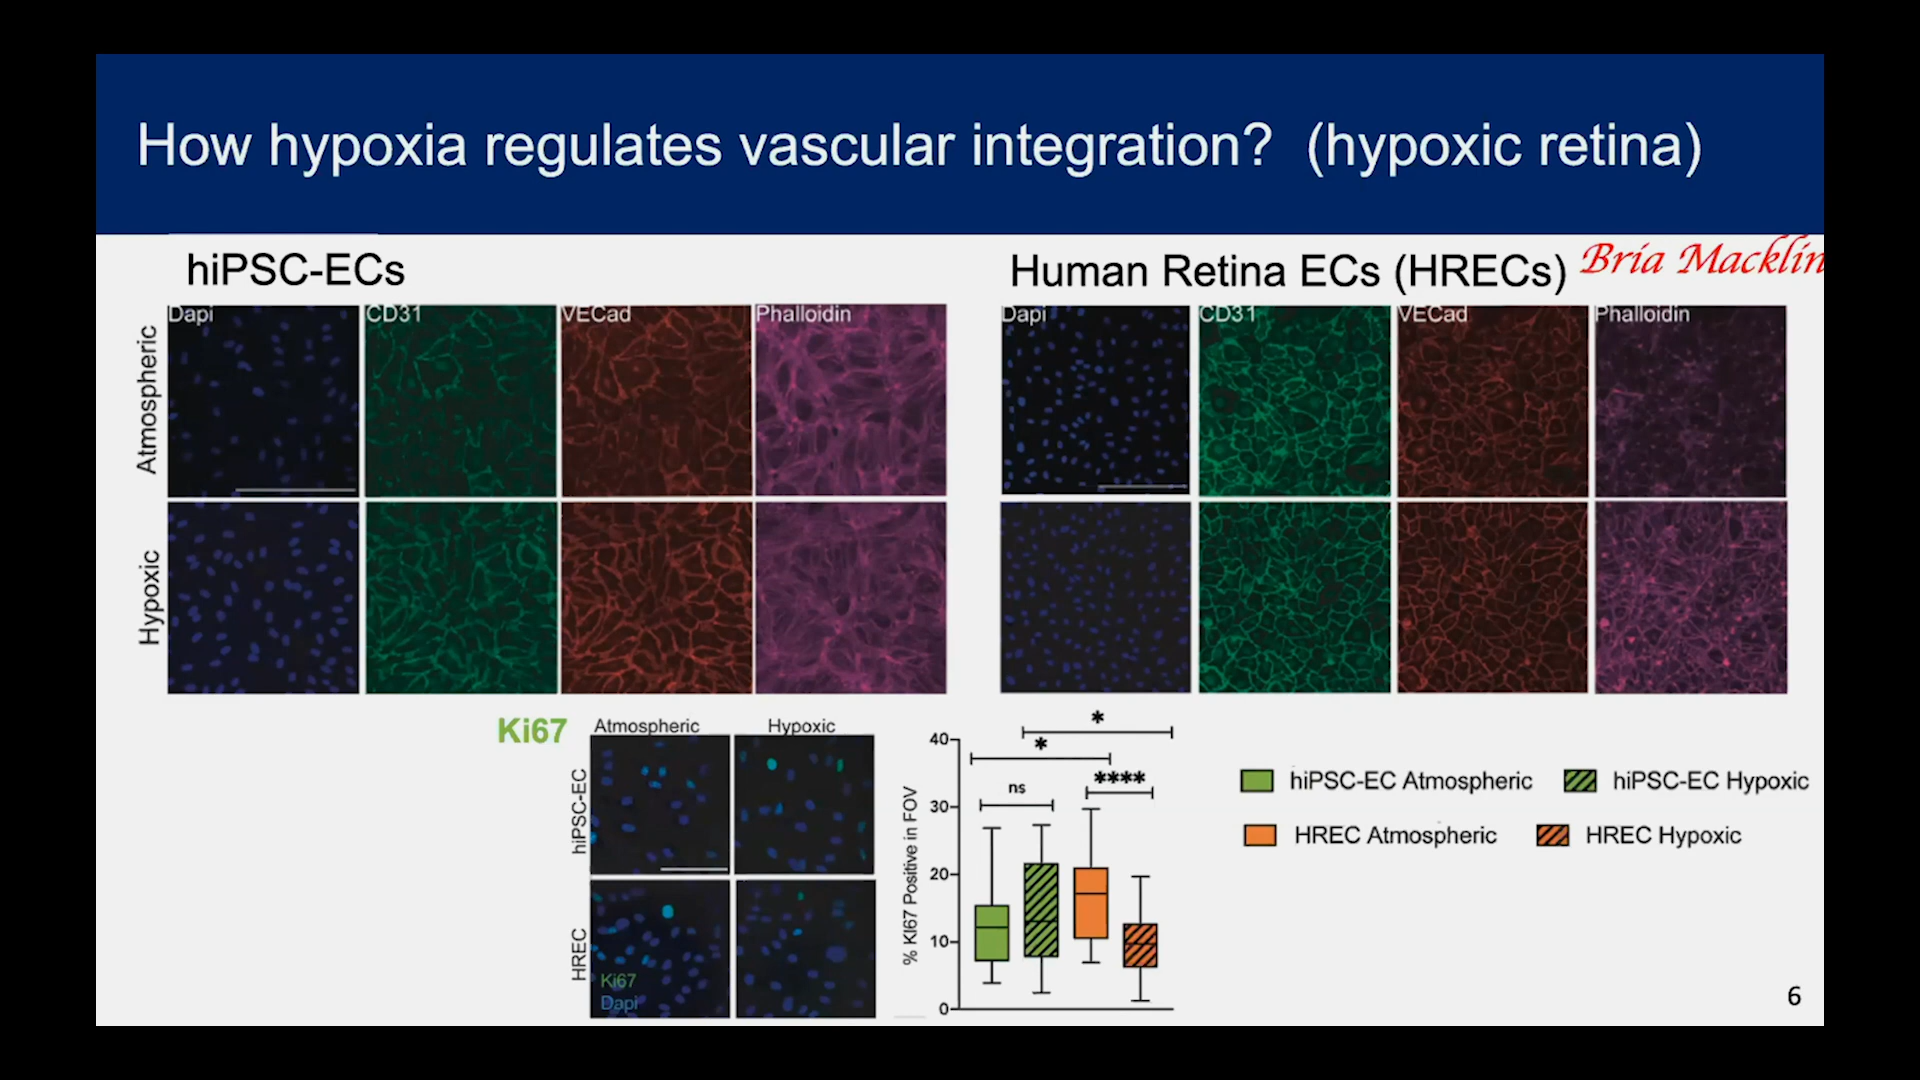 How hypoxia regulates vascular integration? (hypoxic retina)
hiPSC-ECs
Human Retina ECs (HRECs)
Bria Macklin
Dapi
CD31
VECad
Phalloidin
Dapi
CD31
VECad
Phalloidin
Atmospheric
Hypoxic
Ki67
Atmospheric
Hypoxic
hiPSC-EC
HREC
Ki67
Dapi
% KI67 Positive in FOV
40
30
20
10
0
*
*
****
ns
hiPSC-EC Atmospheric
hiPSC-EC Hypoxic
HREC Atmospheric
HREC Hypoxic
6